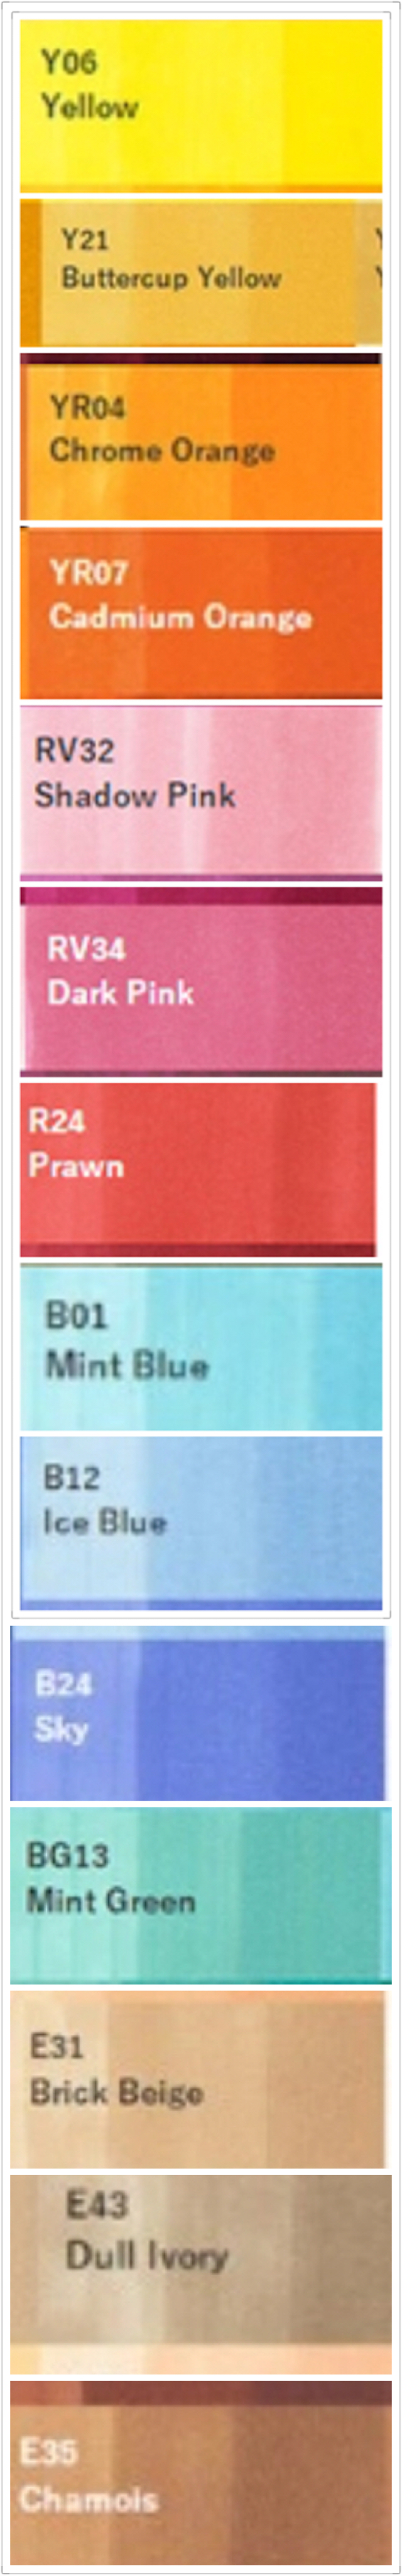 Y06
Yellow
Y21
Buttercup Yellow
YR04
Chrome Orange
YR07
Cadmium Orange
RV32
Shadow Pink
RV34
Dark Pink
R24
Prawn
B01
Mint Blue
B12
Ice Blue
B24
Sky
BG13
Mint Green
E31
Brick Beige
E43
Dull Ivory
E35
Chamois